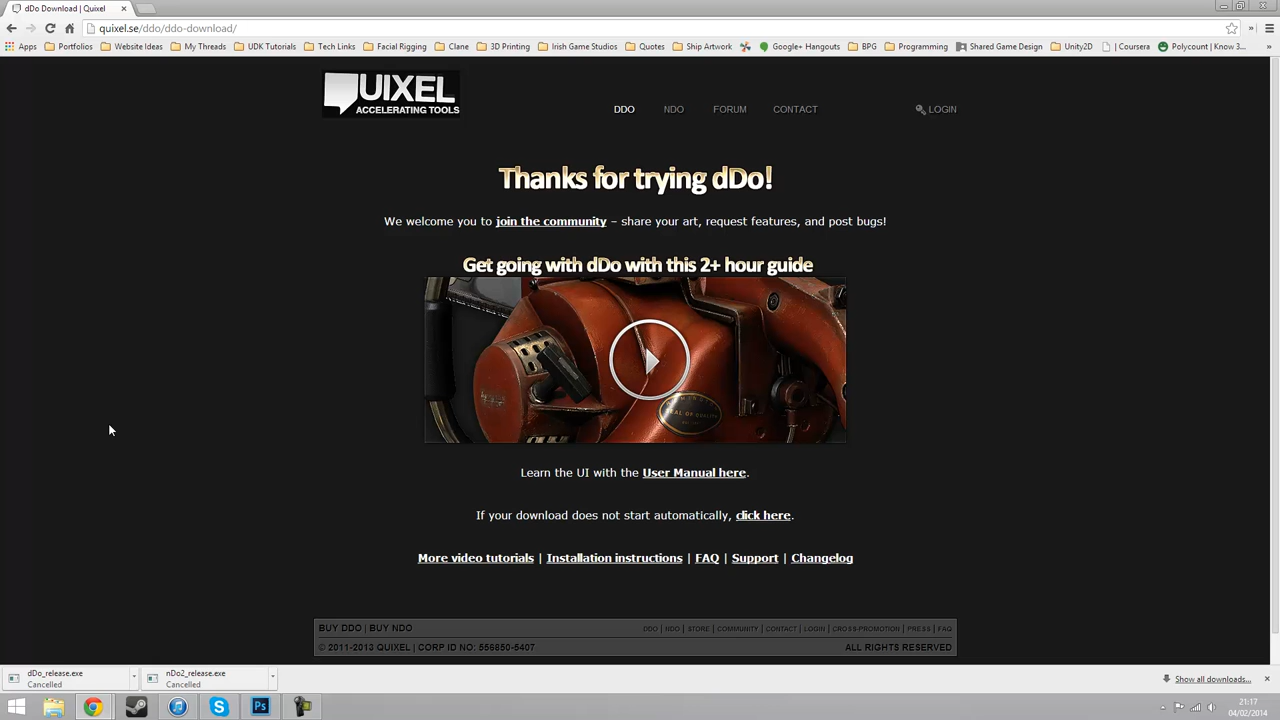 dDo Download | Quixel
quixel.se/ddo/ddo-download/
Apps Portfolios Website Ideas My Threads UDK Tutorials Tech Links Facial Rigging Clane 3D Printing Irish Game Studios Quotes Ship Artwork Google+ Hangouts BPG Programming Shared Game Design Unity2D | Coursera Polycount | Know 3...
QUIXEL
ACCELERATING TOOLS
DDO NDO FORUM CONTACT LOGIN
Thanks for trying dDo!
We welcome you to join the community – share your art, request features, and post bugs!
Get going with dDo with this 2+ hour guide
SEAL OF QUALITY
Learn the UI with the User Manual here.
If your download does not start automatically, click here.
More video tutorials | Installation instructions | FAQ | Support | Changelog
BUY DDO | BUY NDO DDO | NDO | STORE | COMMUNITY | CONTACT | LOGIN | CROSS-PROMOTION | PRESS | FAQ
© 2011-2013 QUIXEL | CORP ID NO: 556850-5407 ALL RIGHTS RESERVED
dDo_release.exe
Cancelled
nDo2_release.exe
Cancelled
Show all downloads...
Ps
21:17
04/02/2014